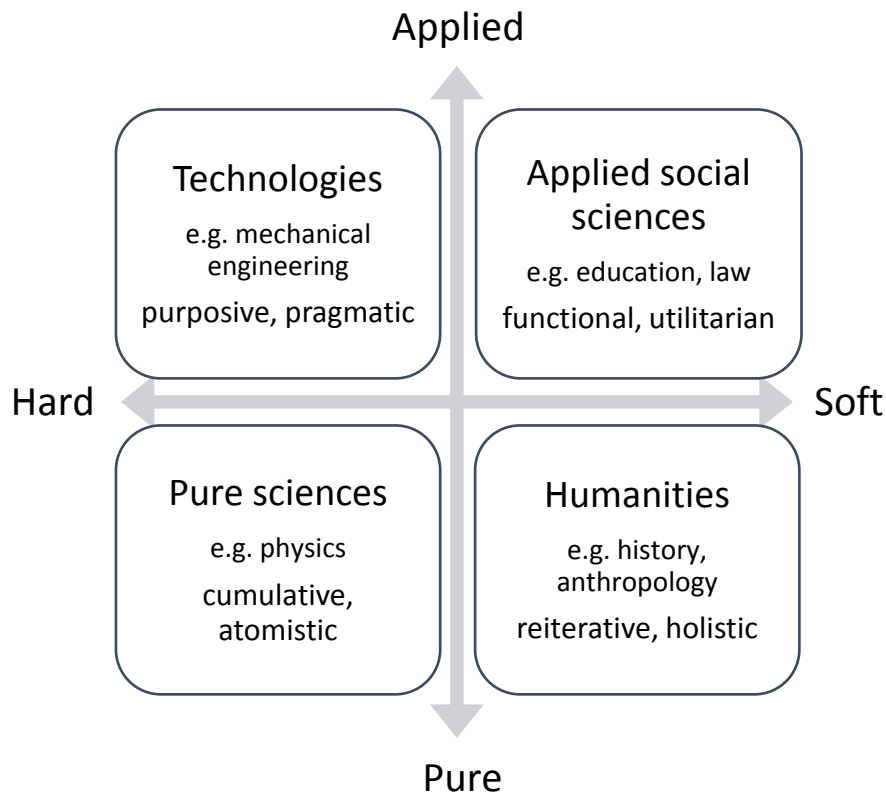 Applied
Technologies
e.g. mechanical
engineering
purposive, pragmatic
Applied social
sciences
e.g. education, law
functional, utilitarian
Hard
Soft
Pure sciences
e.g. physics
cumulative,
atomistic
Humanities
e.g. history,
anthropology
reiterative, holistic
Pure